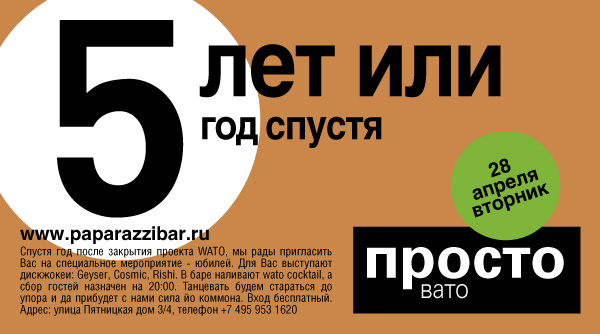 5 лет или
год спустя
28
апреля
вторник
www.paparazzibar.ru
Спустя год после закрытия проекта WATO, мы рады пригласить
Вас на специальное мероприятие - юбилей. Для Вас выступают
дискжокеи: Geyser, Cosmic, Rishi. В баре наливают wato cocktail, а
сбор гостей назначен на 20:00. Танцевать будем стараться до
упора и да прибудет с нами сила йо коммона. Вход бесплатный.
Адрес: улица Пятницкая дом 3/4, телефон +7 495 953 1620
просто
вато